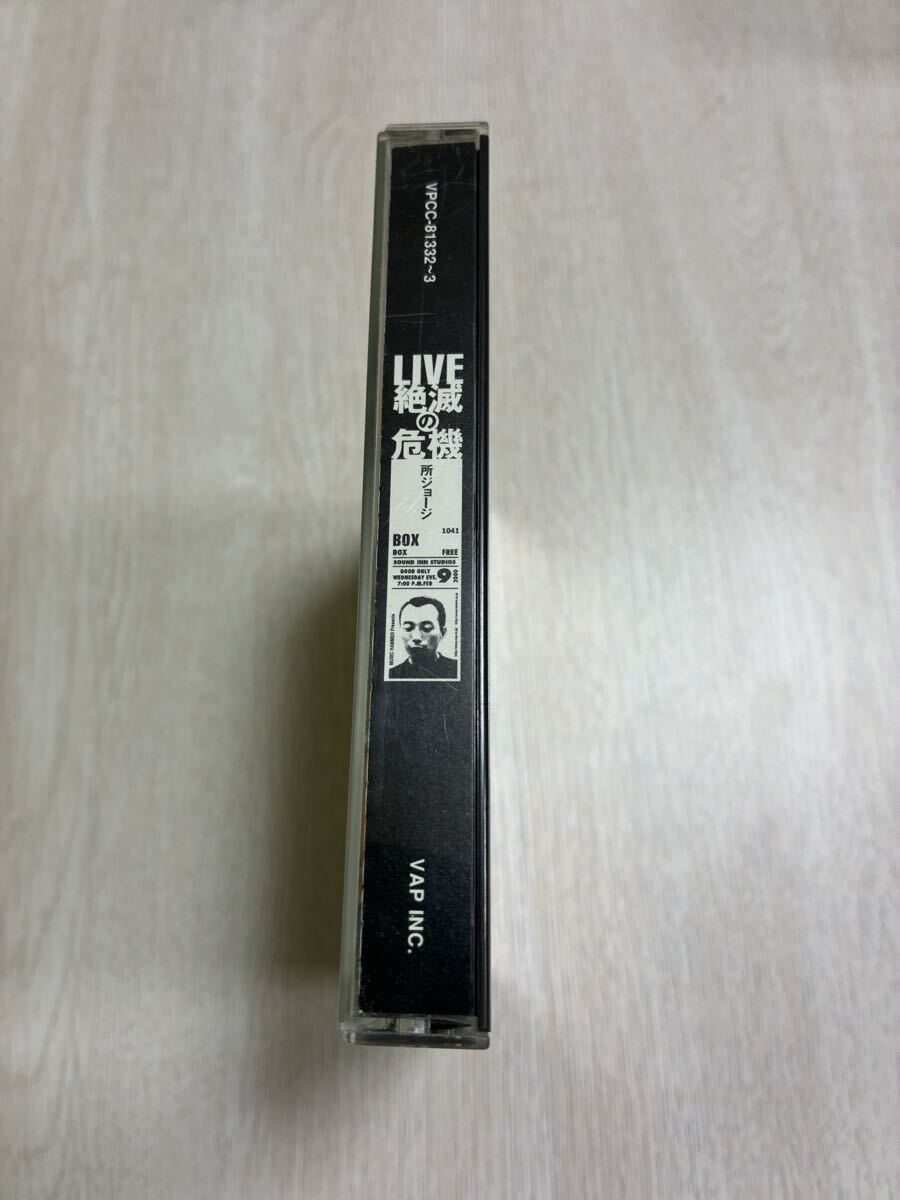 VPCC-81332~3
LIVE
絶滅
の
危機
所ジョージ
1041
BOX
BOX FREE
SOUND INN STUDIOS
GOOD ONLY
WEDNESDAY EVE.
7:00 P.M.FEB
9
3000
VAP INC.